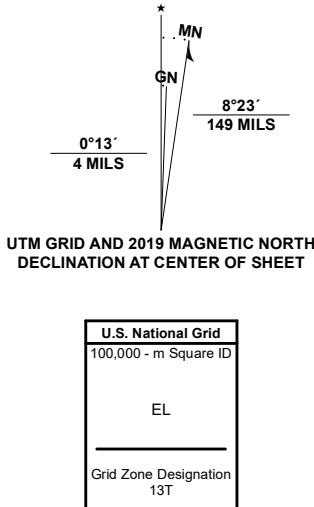 ★
MN
GN
8°23´
149 MILS
0°13´
4 MILS
UTM GRID AND 2019 MAGNETIC NORTH
DECLINATION AT CENTER OF SHEET
U.S. National Grid
100,000 - m Square ID
EL
Grid Zone Designation
13T